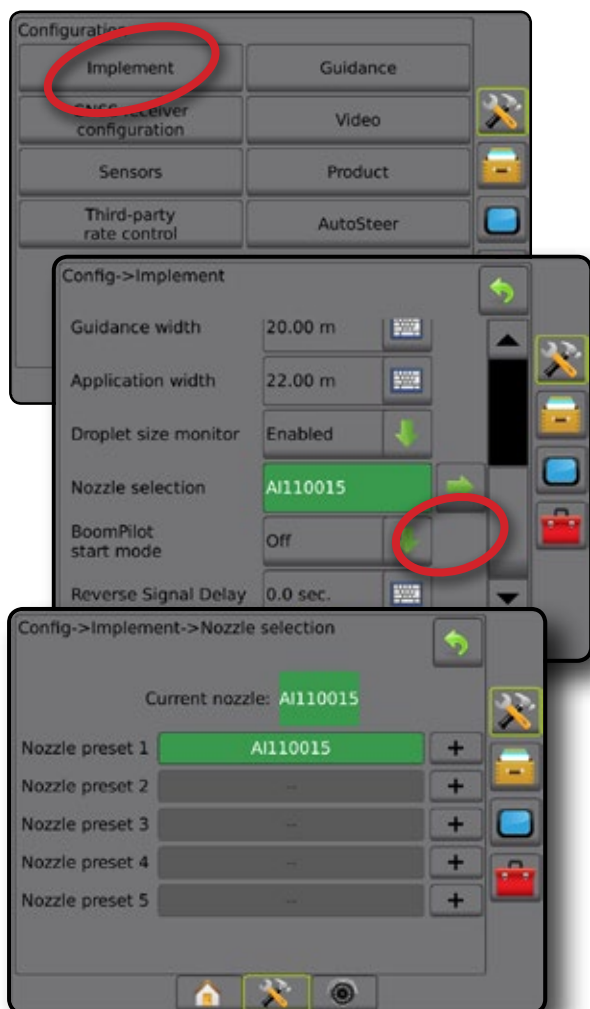 Configuration
Implement
Guidance
GNSS receiver
configuration
Video
Sensors
Product
Third-party
rate control
AutoSteer
Config->Implement
Guidance width
20.00 m
Application width
22.00 m
Droplet size monitor
Enabled
Nozzle selection
AI110015
BoomPilot
start mode
Off
Reverse Signal Delay
0.0 sec.
Config->Implement->Nozzle selection
Current nozzle: AI110015
Nozzle preset 1 AI110015 +
Nozzle preset 2 -- +
Nozzle preset 3 -- +
Nozzle preset 4 -- +
Nozzle preset 5 -- +